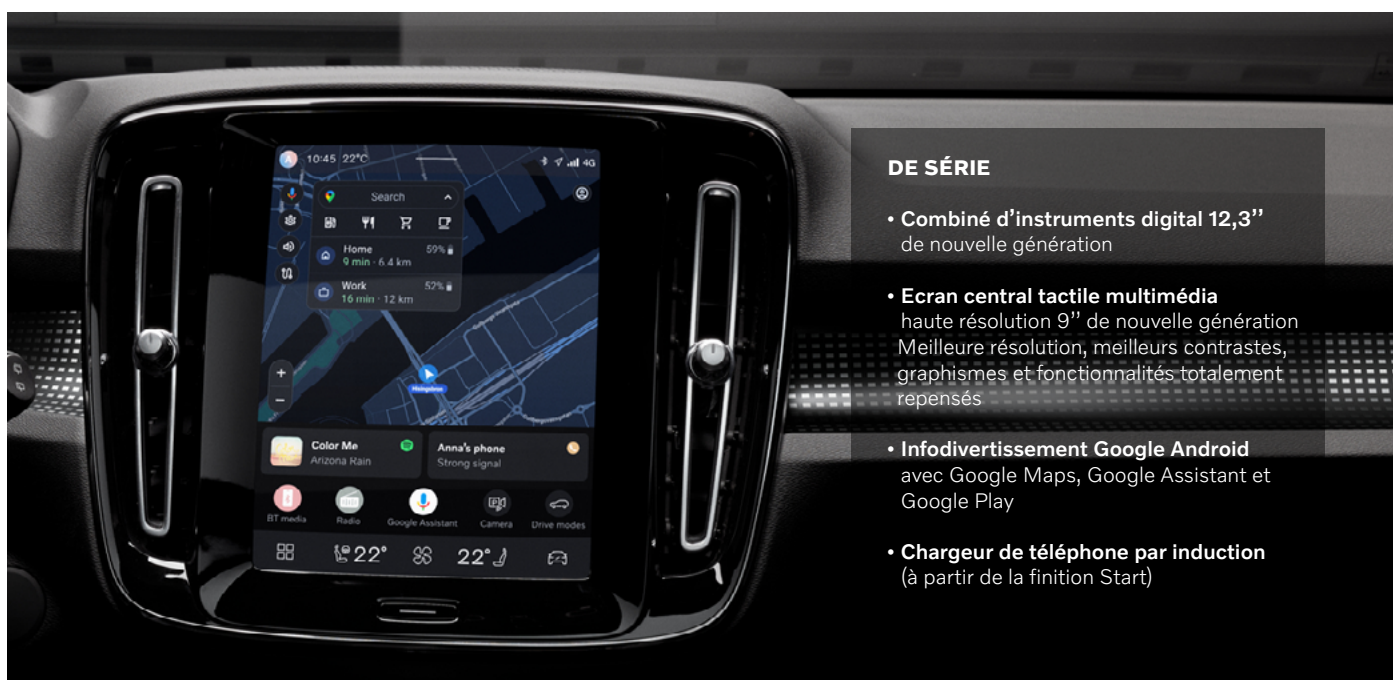 10:45 22°C
4G
Search
Home 59%
9 min · 6.4 km
Work 52%
16 min · 12 km
+
−
Color Me
Arizona Rain
Anna's phone
Strong signal
BT media
Radio
Google Assistant
Camera
Drive modes
22°
22°
DE SÉRIE
• Combiné d’instruments digital 12,3’’
de nouvelle génération
• Ecran central tactile multimédia
haute résolution 9’’ de nouvelle génération
Meilleure résolution, meilleurs contrastes,
graphismes et fonctionnalités totalement
repensés
• Infodivertissement Google Android
avec Google Maps, Google Assistant et
Google Play
• Chargeur de téléphone par induction
(à partir de la finition Start)